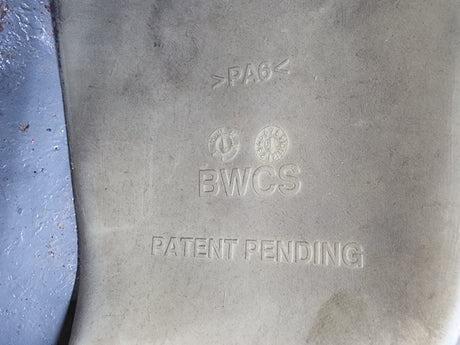 >PA6<
BWCS
PATENT PENDING